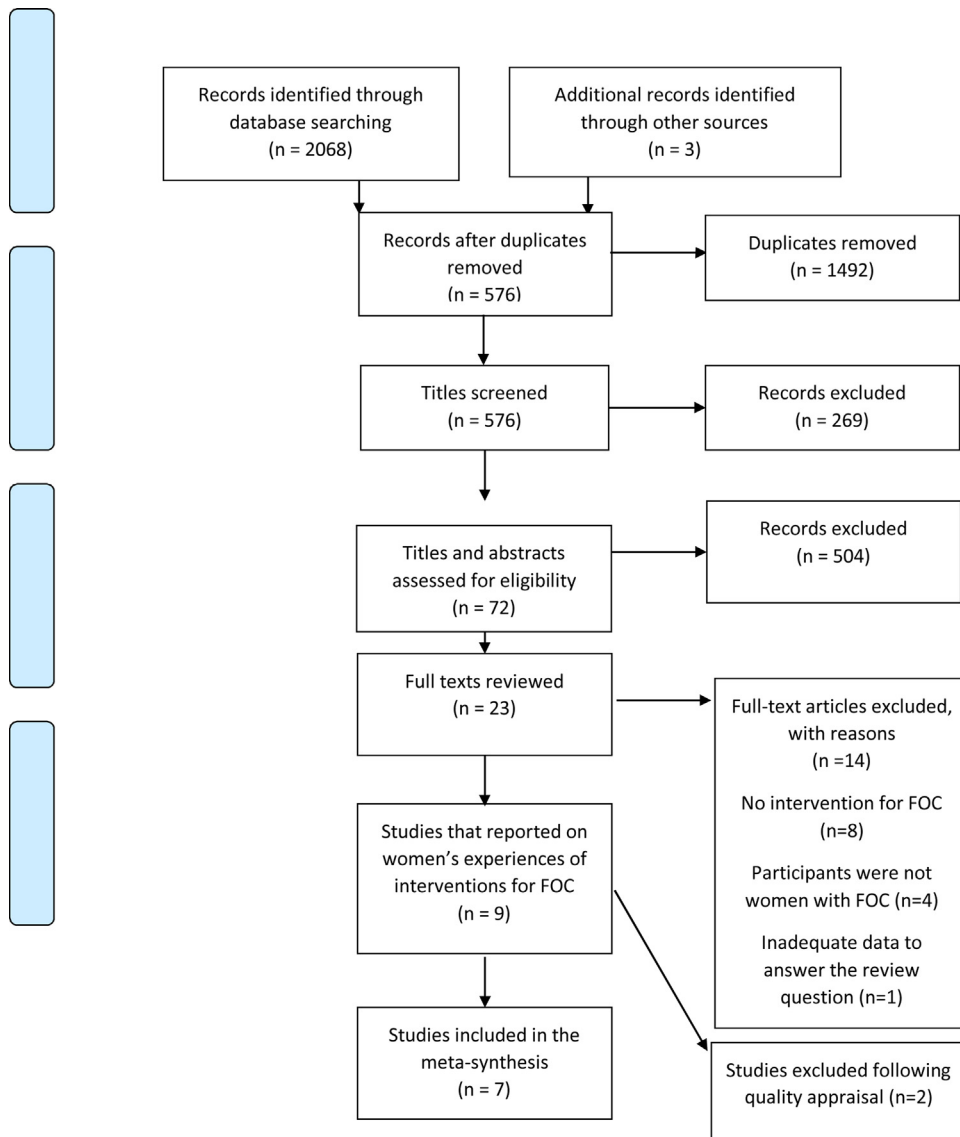 Records identified through
database searching
(n = 2068)
Additional records identified
through other sources
(n = 3)
Records after duplicates
removed
(n = 576)
Duplicates removed
(n = 1492)
Titles screened
(n = 576)
Records excluded
(n = 269)
Titles and abstracts
assessed for eligibility
(n = 72)
Records excluded
(n = 504)
Full texts reviewed
(n = 23)
Full-text articles excluded,
with reasons
(n =14)
No intervention for FOC
(n=8)
Participants were not
women with FOC (n=4)
Inadequate data to
answer the review
question (n=1)
Studies that reported on
women’s experiences of
interventions for FOC
(n = 9)
Studies included in the
meta-synthesis
(n = 7)
Studies excluded following
quality appraisal (n=2)